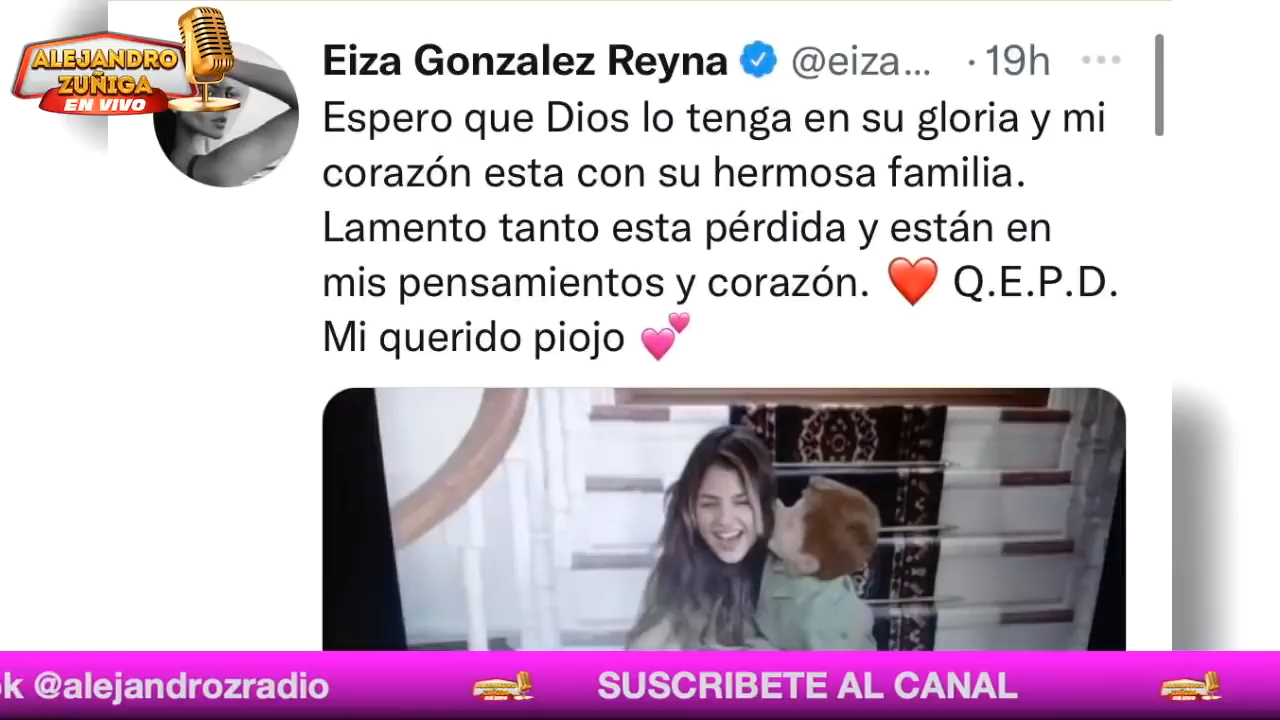 ALEJANDRO
ZUÑIGA
EN VIVO
Eiza Gonzalez Reyna @eiza... · 19h
Espero que Dios lo tenga en su gloria y mi
corazón esta con su hermosa familia.
Lamento tanto esta pérdida y están en
mis pensamientos y corazón. ❤️ Q.E.P.D.
Mi querido piojo 💕
ok @alejandrozradio
SUSCRIBETE AL CANAL